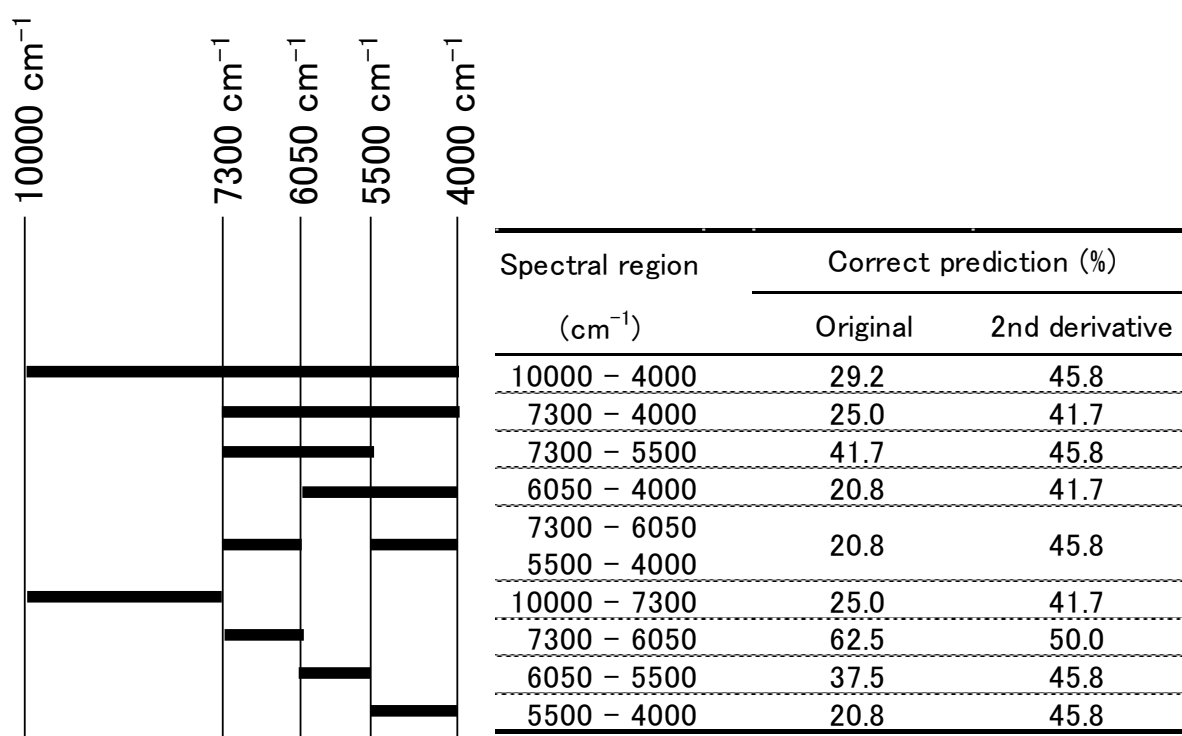 10000 cm⁻¹
7300 cm⁻¹
6050 cm⁻¹
5500 cm⁻¹
4000 cm⁻¹
Spectral region Correct prediction (%)
(cm⁻¹) Original 2nd derivative
10000 − 4000 29.2 45.8
7300 − 4000 25.0 41.7
7300 − 5500 41.7 45.8
6050 − 4000 20.8 41.7
7300 − 6050
20.8 45.8
5500 − 4000
10000 − 7300 25.0 41.7
7300 − 6050 62.5 50.0
6050 − 5500 37.5 45.8
5500 − 4000 20.8 45.8